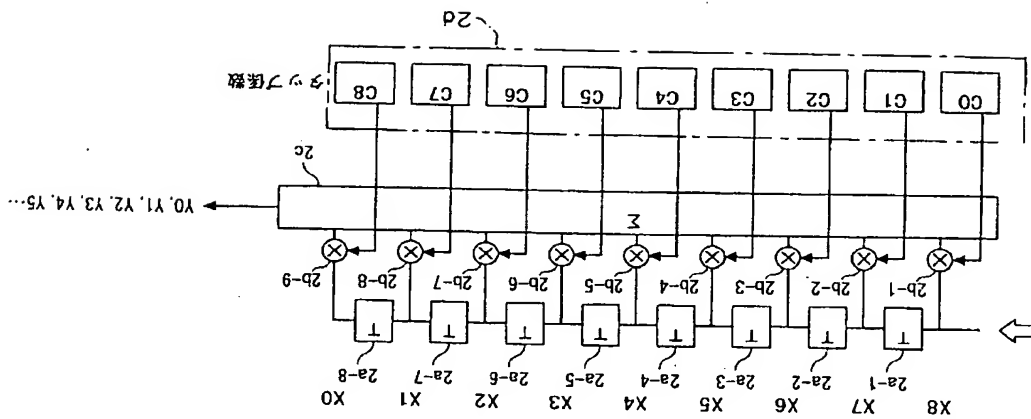 X8 X7 X6 X5 X4 X3 X2 X1 X0
2a-1 2a-2 2a-3 2a-4 2a-5 2a-6 2a-7 2a-8
T T T T T T T T
2b-1 2b-2 2b-3 2b-4 2b-5 2b-6 2b-7 2b-8 2b-9
Σ
Y0, Y1, Y2, Y3, Y4, Y5…
2c
C0 C1 C2 C3 C4 C5 C6 C7 C8 タップ係数
2d